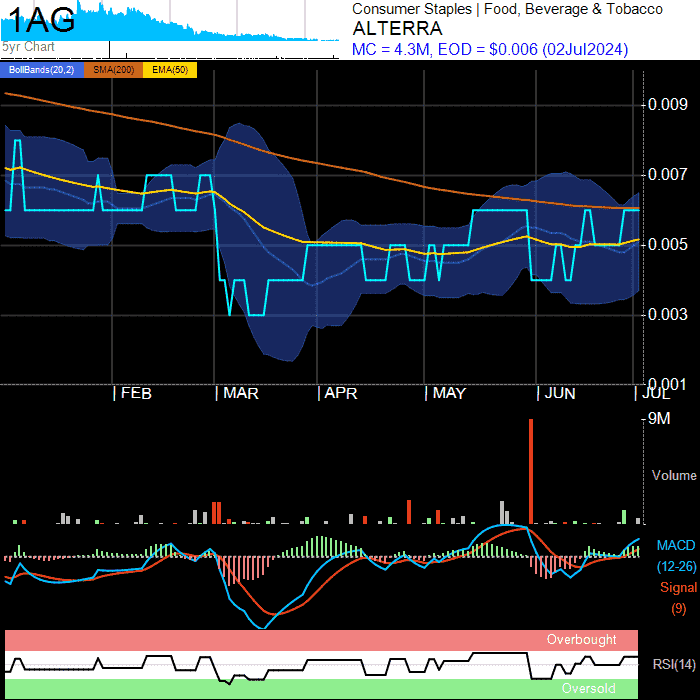 1AG
5yr Chart
Consumer Staples | Food, Beverage & Tobacco
ALTERRA
MC = 4.3M, EOD = $0.006 (02Jul2024)
BollBands(20,2) SMA(200) EMA(50)
0.009
0.007
0.005
0.003
0.001
FEB MAR APR MAY JUN JUL
9M
Volume
MACD
(12-26)
Signal
(9)
Overbought
RSI(14)
Oversold